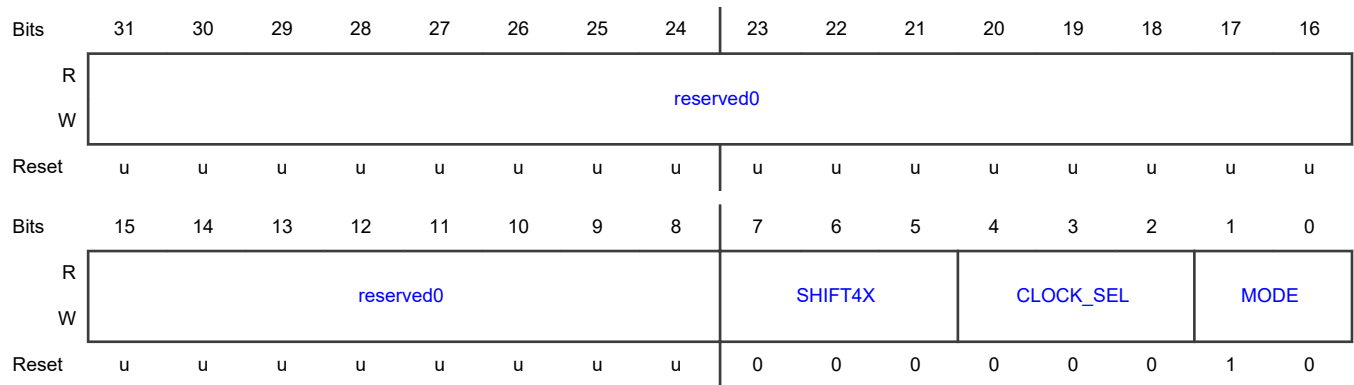 Bits 31 30 29 28 27 26 25 24 23 22 21 20 19 18 17 16
R
reserved0
W
Reset u u u u u u u u u u u u u u u u
Bits 15 14 13 12 11 10 9 8 7 6 5 4 3 2 1 0
R
reserved0 SHIFT4X CLOCK_SEL MODE
W
Reset u u u u u u u u 0 0 0 0 0 0 1 0